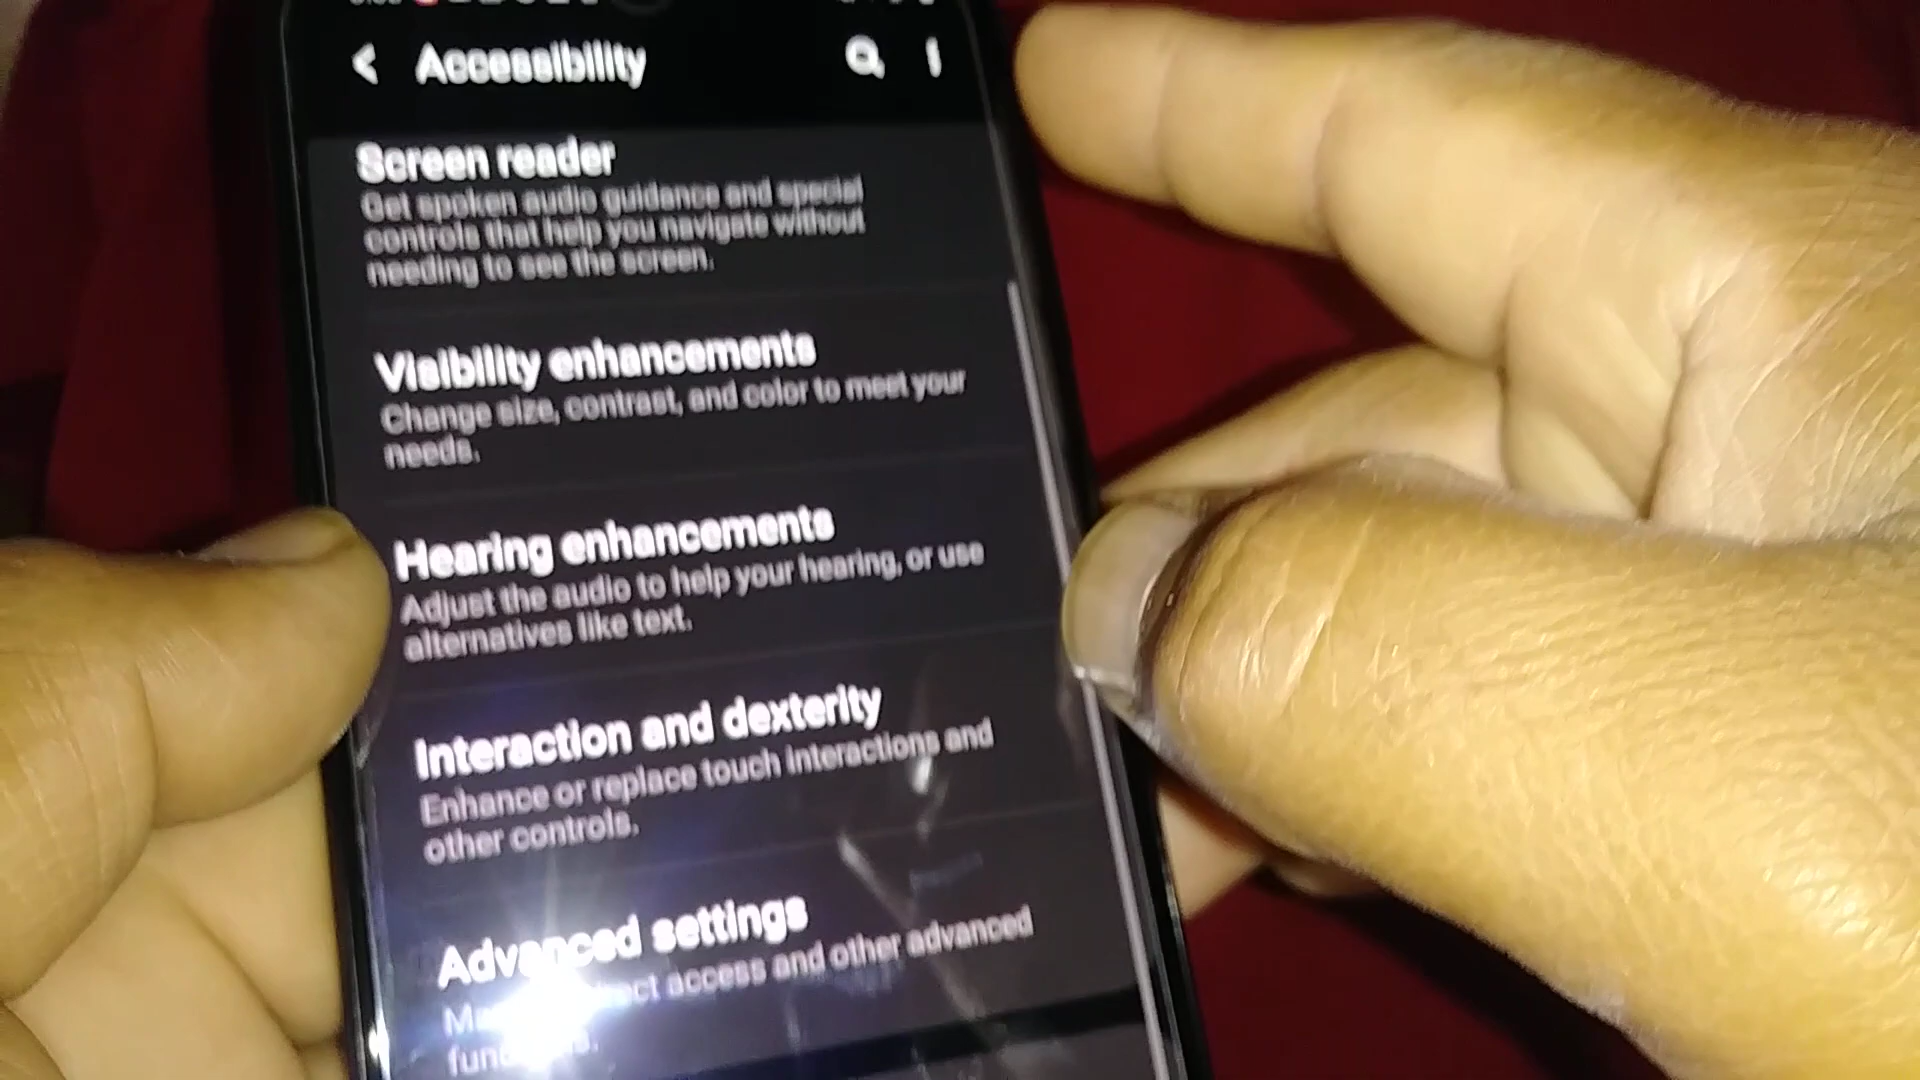 Accessibility
Screen reader
Get spoken audio guidance and special
controls that help you navigate without
needing to see the screen.
Visibility enhancements
Change size, contrast, and color to meet your
needs.
Hearing enhancements
Adjust the audio to help your hearing, or use
alternatives like text.
Interaction and dexterity
Enhance or replace touch interactions and
other controls.
Advanced settings
access and other advanced